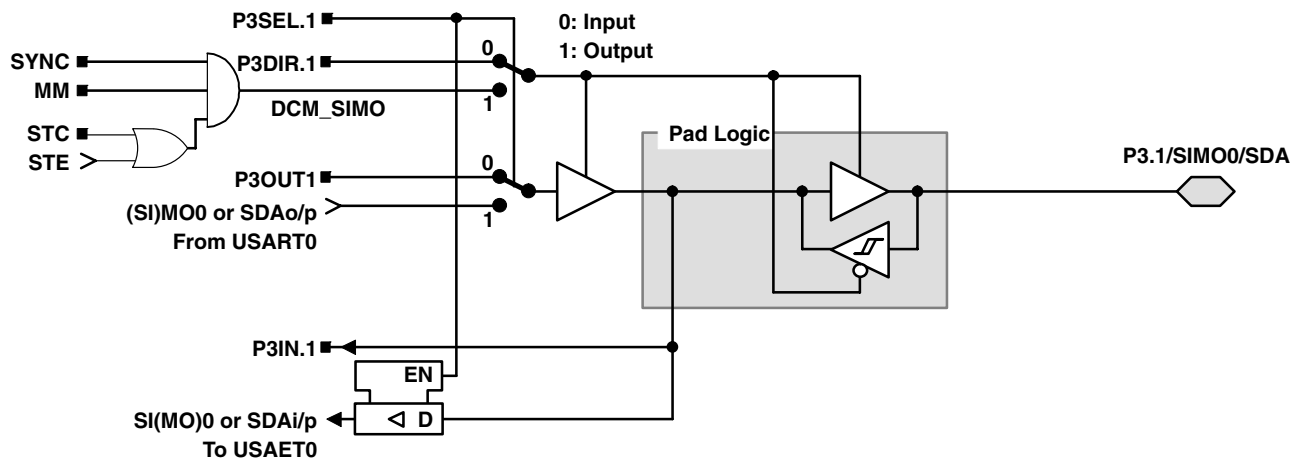 P3SEL.1
0: Input
1: Output
SYNC
P3DIR.1
0
MM
DCM_SIMO
1
STC
STE
Pad Logic
P3.1/SIMO0/SDA
P3OUT1
0
(SI)MO0 or SDAo/p
1
From USART0
P3IN.1
EN
SI(MO)0 or SDAi/p
D
To USAET0